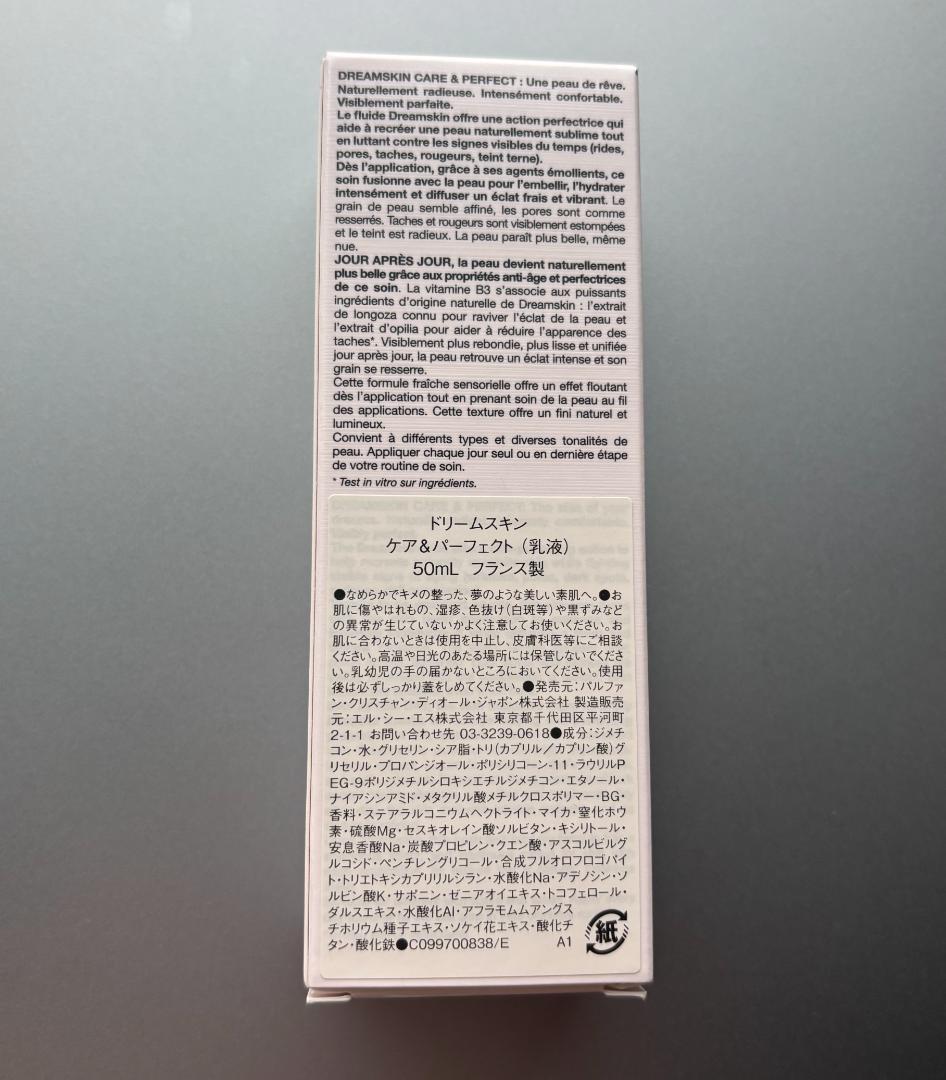 DREAMSKIN CARE & PERFECT : Une peau de rêve.
Naturellement radieuse. Intensément confortable.
Visiblement parfaite.
Le fluide Dreamskin offre une action perfectrice qui
aide à recréer une peau naturellement sublime tout
en luttant contre les signes visibles du temps (rides,
pores, taches, rougeurs, teint terne).
Dès l'application, grâce à ses agents émollients, ce
soin fusionne avec la peau pour l'embellir, l'hydrater
intensément et diffuser un éclat frais et vibrant. Le
grain de peau semble affiné, les pores sont comme
resserrés. Taches et rougeurs sont visiblement estompées
et le teint est radieux. La peau paraît plus belle, même
nue.
JOUR APRÈS JOUR, la peau devient naturellement
plus belle grâce aux propriétés anti-âge et perfectrices
de ce soin. La vitamine B3 s'associe aux puissants
ingrédients d'origine naturelle de Dreamskin : l'extrait
de longoza connu pour raviver l'éclat de la peau et
l'extrait d'opilia pour aider à réduire l'apparence des
taches*. Visiblement plus rebondie, plus lisse et unifiée
jour après jour, la peau retrouve un éclat intense et son
grain se resserre.
Cette formule fraîche sensorielle offre un effet floutant
dès l'application tout en prenant soin de la peau au fil
des applications. Cette texture offre un fini naturel et
lumineux.
Convient à différents types et diverses tonalités de
peau. Appliquer chaque jour seul ou en dernière étape
de votre routine de soin.
* Test in vitro sur ingrédients.
ドリームスキン
ケア&パーフェクト（乳液）
50mL フランス製
●なめらかでキメの整った、夢のような美しい素肌へ。●お
肌に傷やはれもの、湿疹、色抜け(白斑等)や黒ずみなど
の異常が生じていないかよく注意してお使いください。お
肌に合わないときは使用を中止し、皮膚科医等にご相談
ください。高温や日光のあたる場所には保管しないでくださ
い。乳幼児の手の届かないところにおいてください。使用
後は必ずしっかり蓋をしめてください。●発売元：パルファ
ン・クリスチャン・ディオール・ジャポン株式会社 製造販売
元：エル・シー・エス株式会社 東京都千代田区平河町
2-1-1 お問い合わせ先 03-3239-0618●成分：ジメチ
コン・水・グリセリン・シア脂・トリ(カプリル／カプリン酸)グ
リセリル・プロパンジオール・ポリシリコーン-11・ラウリルP
EG-9ポリジメチルシロキシエチルジメチコン・エタノール・
ナイアシンアミド・メタクリル酸メチルクロスポリマー・BG・
香料・ステアラルコニウムヘクトライト・マイカ・窒化ホウ
素・硫酸Mg・セスキオレイン酸ソルビタン・キシリトール・
安息香酸Na・炭酸プロピレン・クエン酸・アスコルビルグ
ルコシド・ペンチレングリコール・合成フルオロフロゴパイ
ト・トリエトキシカプリリルシラン・水酸化Na・アデノシン・ソ
ルビン酸K・サポニン・ゼニアオイエキス・トコフェロール・
ダルスエキス・水酸化Al・アフラモムムアングス
チホリウム種子エキス・ソケイ花エキス・酸化チ
タン・酸化鉄●C099700838/E A1
紙